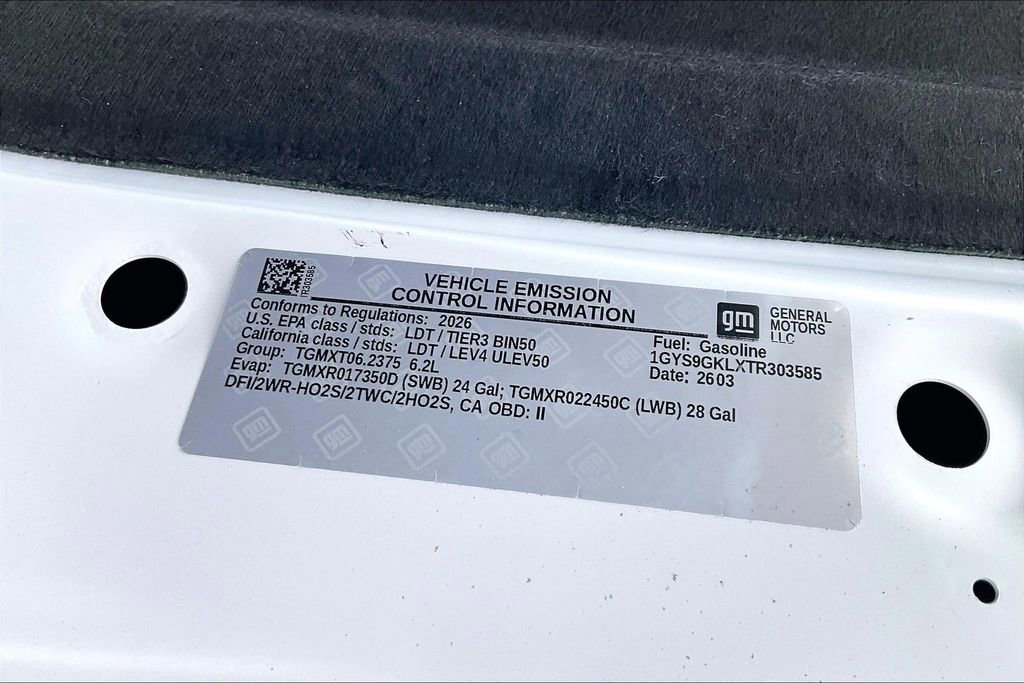 TR303585
VEHICLE EMISSION
CONTROL INFORMATION
gm
GENERAL
MOTORS
LLC
Conforms to Regulations: 2026
U.S. EPA class / stds: LDT / TIER3 BIN50
California class / stds: LDT / LEV4 ULEV50
Group: TGMXT06.2375 6.2L
Evap: TGMXR017350D (SWB) 24 Gal; TGMXR022450C (LWB) 28 Gal
DFI/2WR-HO2S/2TWC/2HO2S, CA OBD: II
Fuel: Gasoline
1GYS9GKLXTR303585
Date: 2603